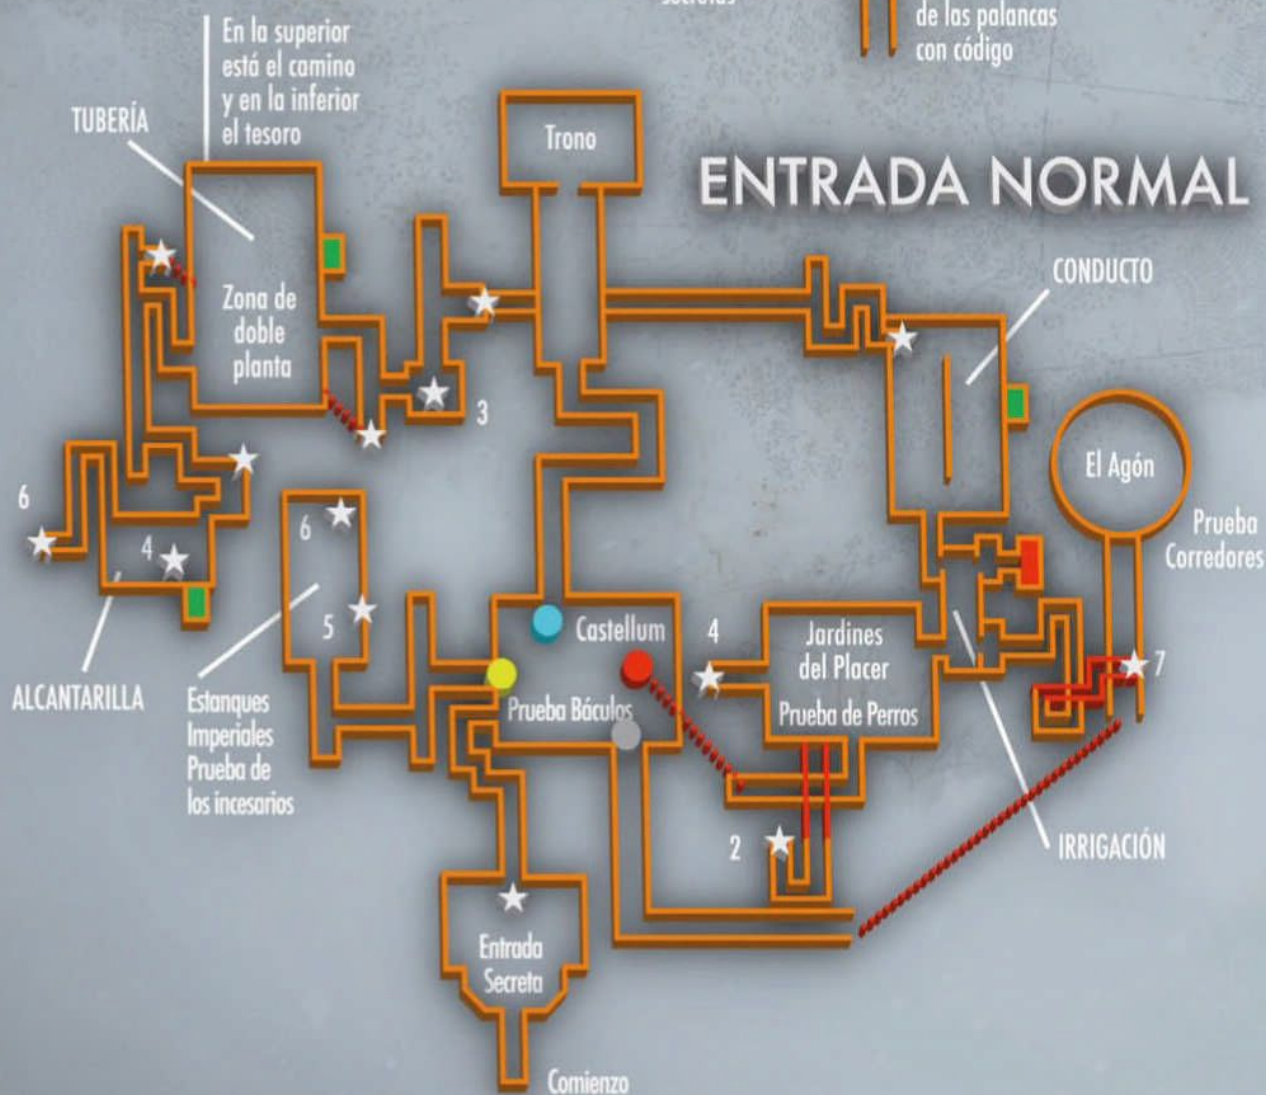 de las palancas
con código
En la superior
está el camino
y en la inferior
el tesoro
TUBERÍA
Trono
ENTRADA NORMAL
CONDUCTO
Zona de
doble
planta
3
El Agón
Prueba
Corredores
6
4
6
5
Castellum
Prueba Báculos
4
Jardines
del Placer
Prueba de Perros
7
ALCANTARILLA
Estanques
Imperiales
Prueba de
los incesarios
2
IRRIGACIÓN
Entrada
Secreta
Comienzo